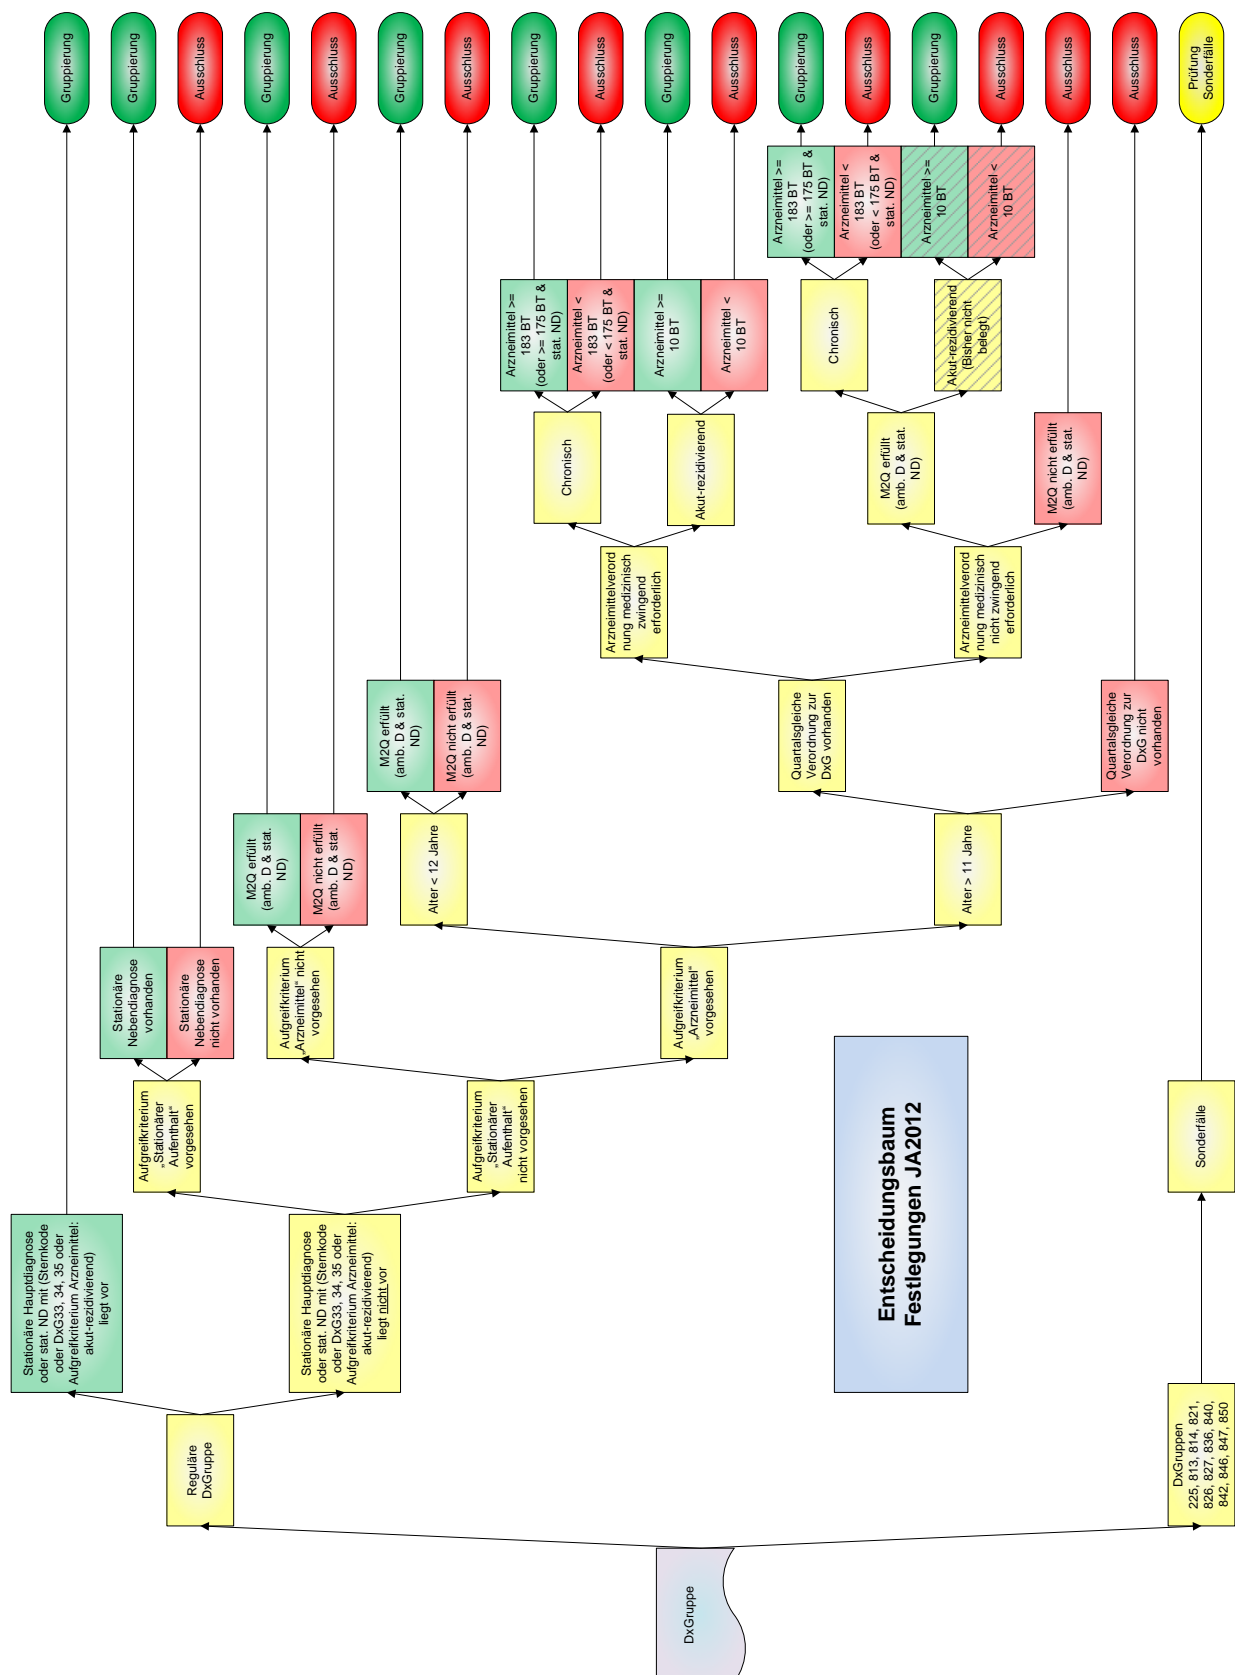 Entscheidungsbaum
Festlegungen JA2012
DxGruppe
Reguläre
DxGruppe
DxGruppen
225, 813, 814, 821,
826, 827, 836, 840,
842, 846, 847, 850
Stationäre Hauptdiagnose
oder stat. ND mit (Sternkode
oder DxG33, 34, 35 oder
Aufgreifkriterium Arzneimittel:
akut-rezidivierend)
liegt vor
Stationäre Hauptdiagnose
oder stat. ND mit (Sternkode
oder DxG33, 34, 35 oder
Aufgreifkriterium Arzneimittel:
akut-rezidivierend)
liegt nicht vor
Aufgreifkriterium
„Stationärer
Aufenthalt“
vorgesehen
Aufgreifkriterium
„Stationärer
Aufenthalt“
nicht vorgesehen
Sonderfälle
Stationäre
Nebendiagnose
vorhanden
Stationäre
Nebendiagnose
nicht vorhanden
Aufgreifkriterium
„Arzneimittel“ nicht
vorgesehen
Aufgreifkriterium
„Arzneimittel“
vorgesehen
M2Q erfüllt
(amb. D & stat.
ND)
M2Q nicht erfüllt
(amb. D & stat.
ND)
Alter < 12 Jahre
Alter > 11 Jahre
M2Q erfüllt
(amb. D & stat.
ND)
M2Q nicht erfüllt
(amb. D & stat.
ND)
Quartalsgleiche
Verordnung zur
DxG vorhanden
Quartalsgleiche
Verordnung zur
DxG nicht
vorhanden
Arzneimittelverord
nung medizinisch
zwingend
erforderlich
Arzneimittelverord
nung medizinisch
nicht zwingend
erforderlich
Chronisch
Akut-rezidivierend
M2Q erfüllt
(amb. D & stat.
ND)
M2Q nicht erfüllt
(amb. D & stat.
ND)
Arzneimittel >=
183 BT
(oder >= 175 BT &
stat. ND)
Arzneimittel <
183 BT
(oder < 175 BT &
stat. ND)
Arzneimittel >=
10 BT
Arzneimittel <
10 BT
Chronisch
Akut-rezidivierend
(Bisher nicht
belegt)
Arzneimittel >=
183 BT
(oder >= 175 BT &
stat. ND)
Arzneimittel <
183 BT
(oder < 175 BT &
stat. ND)
Arzneimittel >=
10 BT
Arzneimittel <
10 BT
Gruppierung
Gruppierung
Ausschluss
Gruppierung
Ausschluss
Gruppierung
Ausschluss
Gruppierung
Ausschluss
Gruppierung
Ausschluss
Gruppierung
Ausschluss
Gruppierung
Ausschluss
Ausschluss
Ausschluss
Prüfung
Sonderfälle